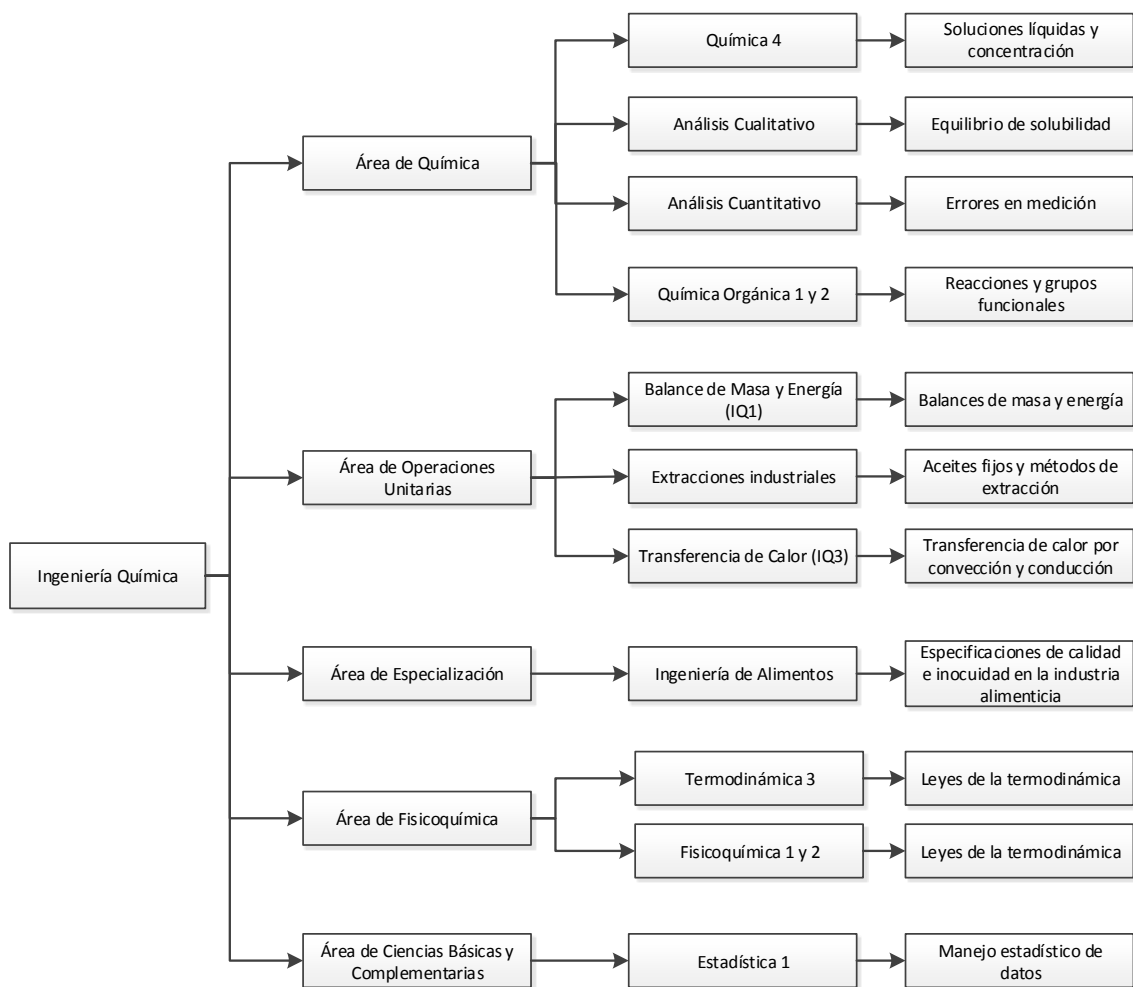 Química 4
Soluciones líquidas y
concentración
Análisis Cualitativo
Equilibrio de solubilidad
Área de Química
Análisis Cuantitativo
Errores en medición
Química Orgánica 1 y 2
Reacciones y grupos
funcionales
Balance de Masa y Energía
(IQ1)
Balances de masa y energía
Área de Operaciones
Unitarias
Extracciones industriales
Aceites fijos y métodos de
extracción
Transferencia de Calor (IQ3)
Transferencia de calor por
convección y conducción
Ingeniería Química
Área de Especialización
Ingeniería de Alimentos
Especificaciones de calidad
e inocuidad en la industria
alimenticia
Termodinámica 3
Leyes de la termodinámica
Área de Fisicoquímica
Fisicoquímica 1 y 2
Leyes de la termodinámica
Área de Ciencias Básicas y
Complementarias
Estadística 1
Manejo estadístico de
datos